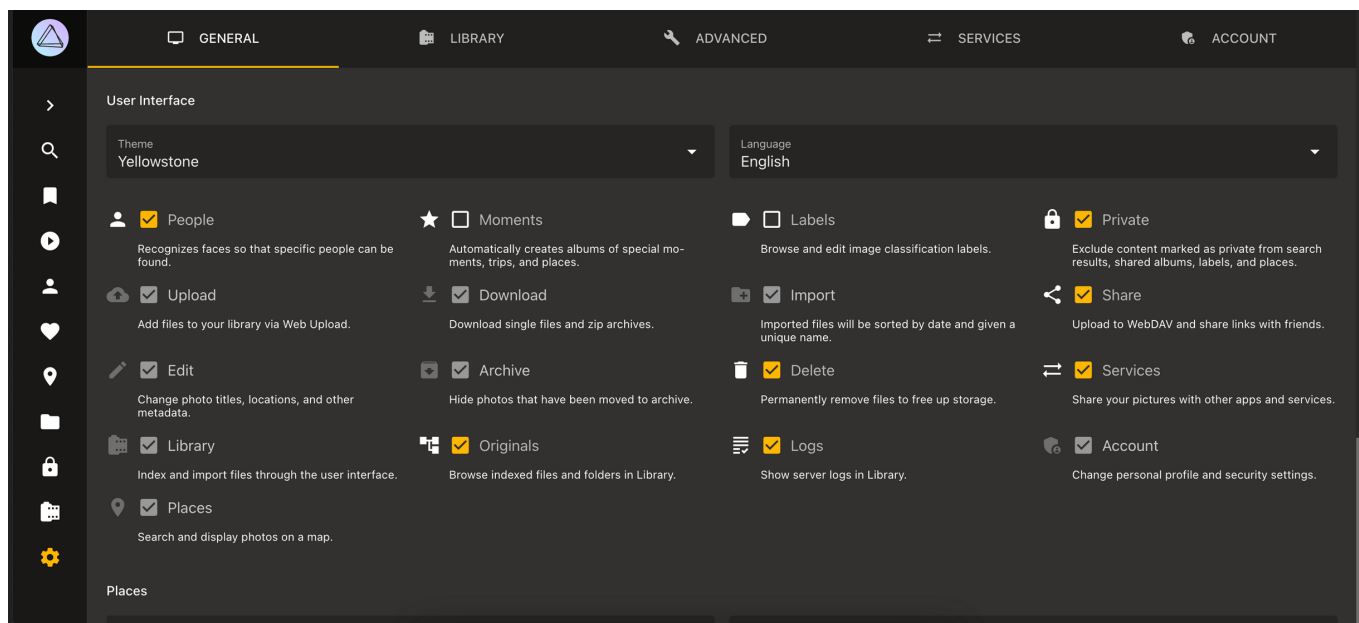 GENERAL
LIBRARY
ADVANCED
SERVICES
ACCOUNT
User Interface
Theme
Yellowstone
Language
English
People
Recognizes faces so that specific people can be
found.
Moments
Automatically creates albums of special mo-
ments, trips, and places.
Labels
Browse and edit image classification labels.
Private
Exclude content marked as private from search
results, shared albums, labels, and places.
Upload
Add files to your library via Web Upload.
Download
Download single files and zip archives.
Import
Imported files will be sorted by date and given a
unique name.
Share
Upload to WebDAV and share links with friends.
Edit
Change photo titles, locations, and other
metadata.
Archive
Hide photos that have been moved to archive.
Delete
Permanently remove files to free up storage.
Services
Share your pictures with other apps and services.
Library
Index and import files through the user interface.
Originals
Browse indexed files and folders in Library.
Logs
Show server logs in Library.
Account
Change personal profile and security settings.
Places
Search and display photos on a map.
Places